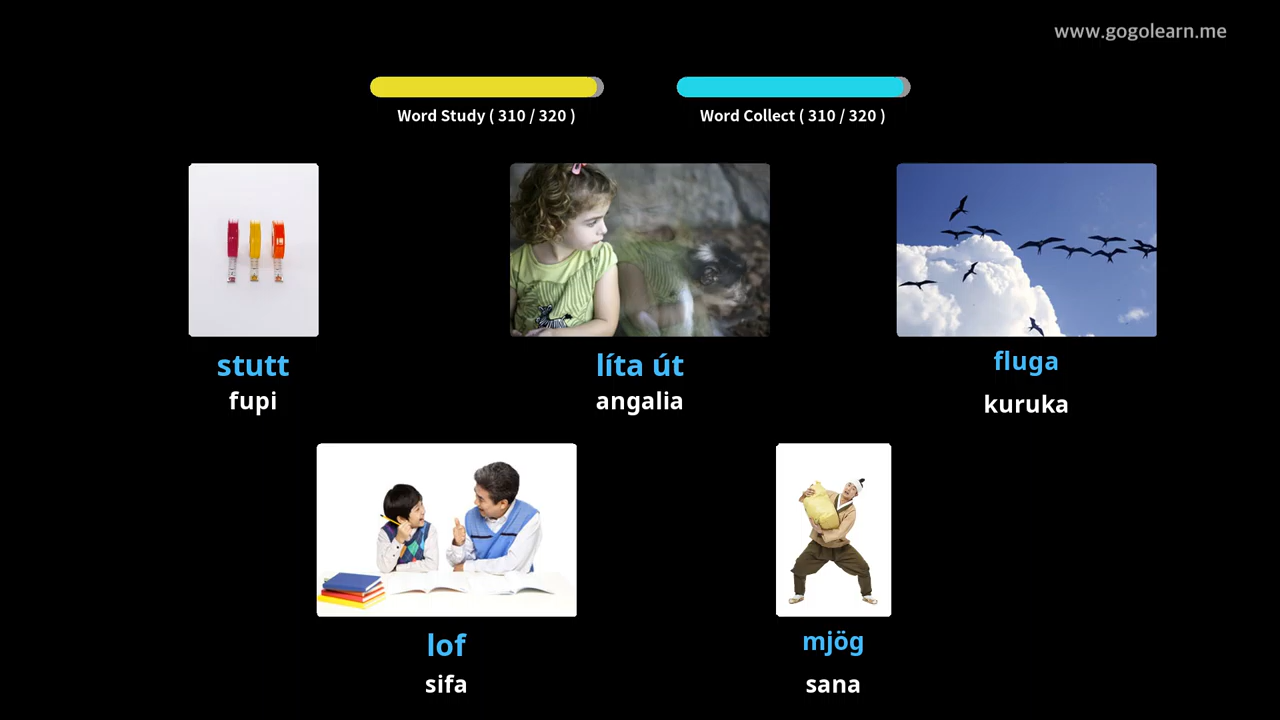 www.gogolearn.me
Word Study ( 310 / 320 )
Word Collect ( 310 / 320 )
stutt
fupi
líta út
angalia
fluga
kuruka
lof
sifa
mjög
sana